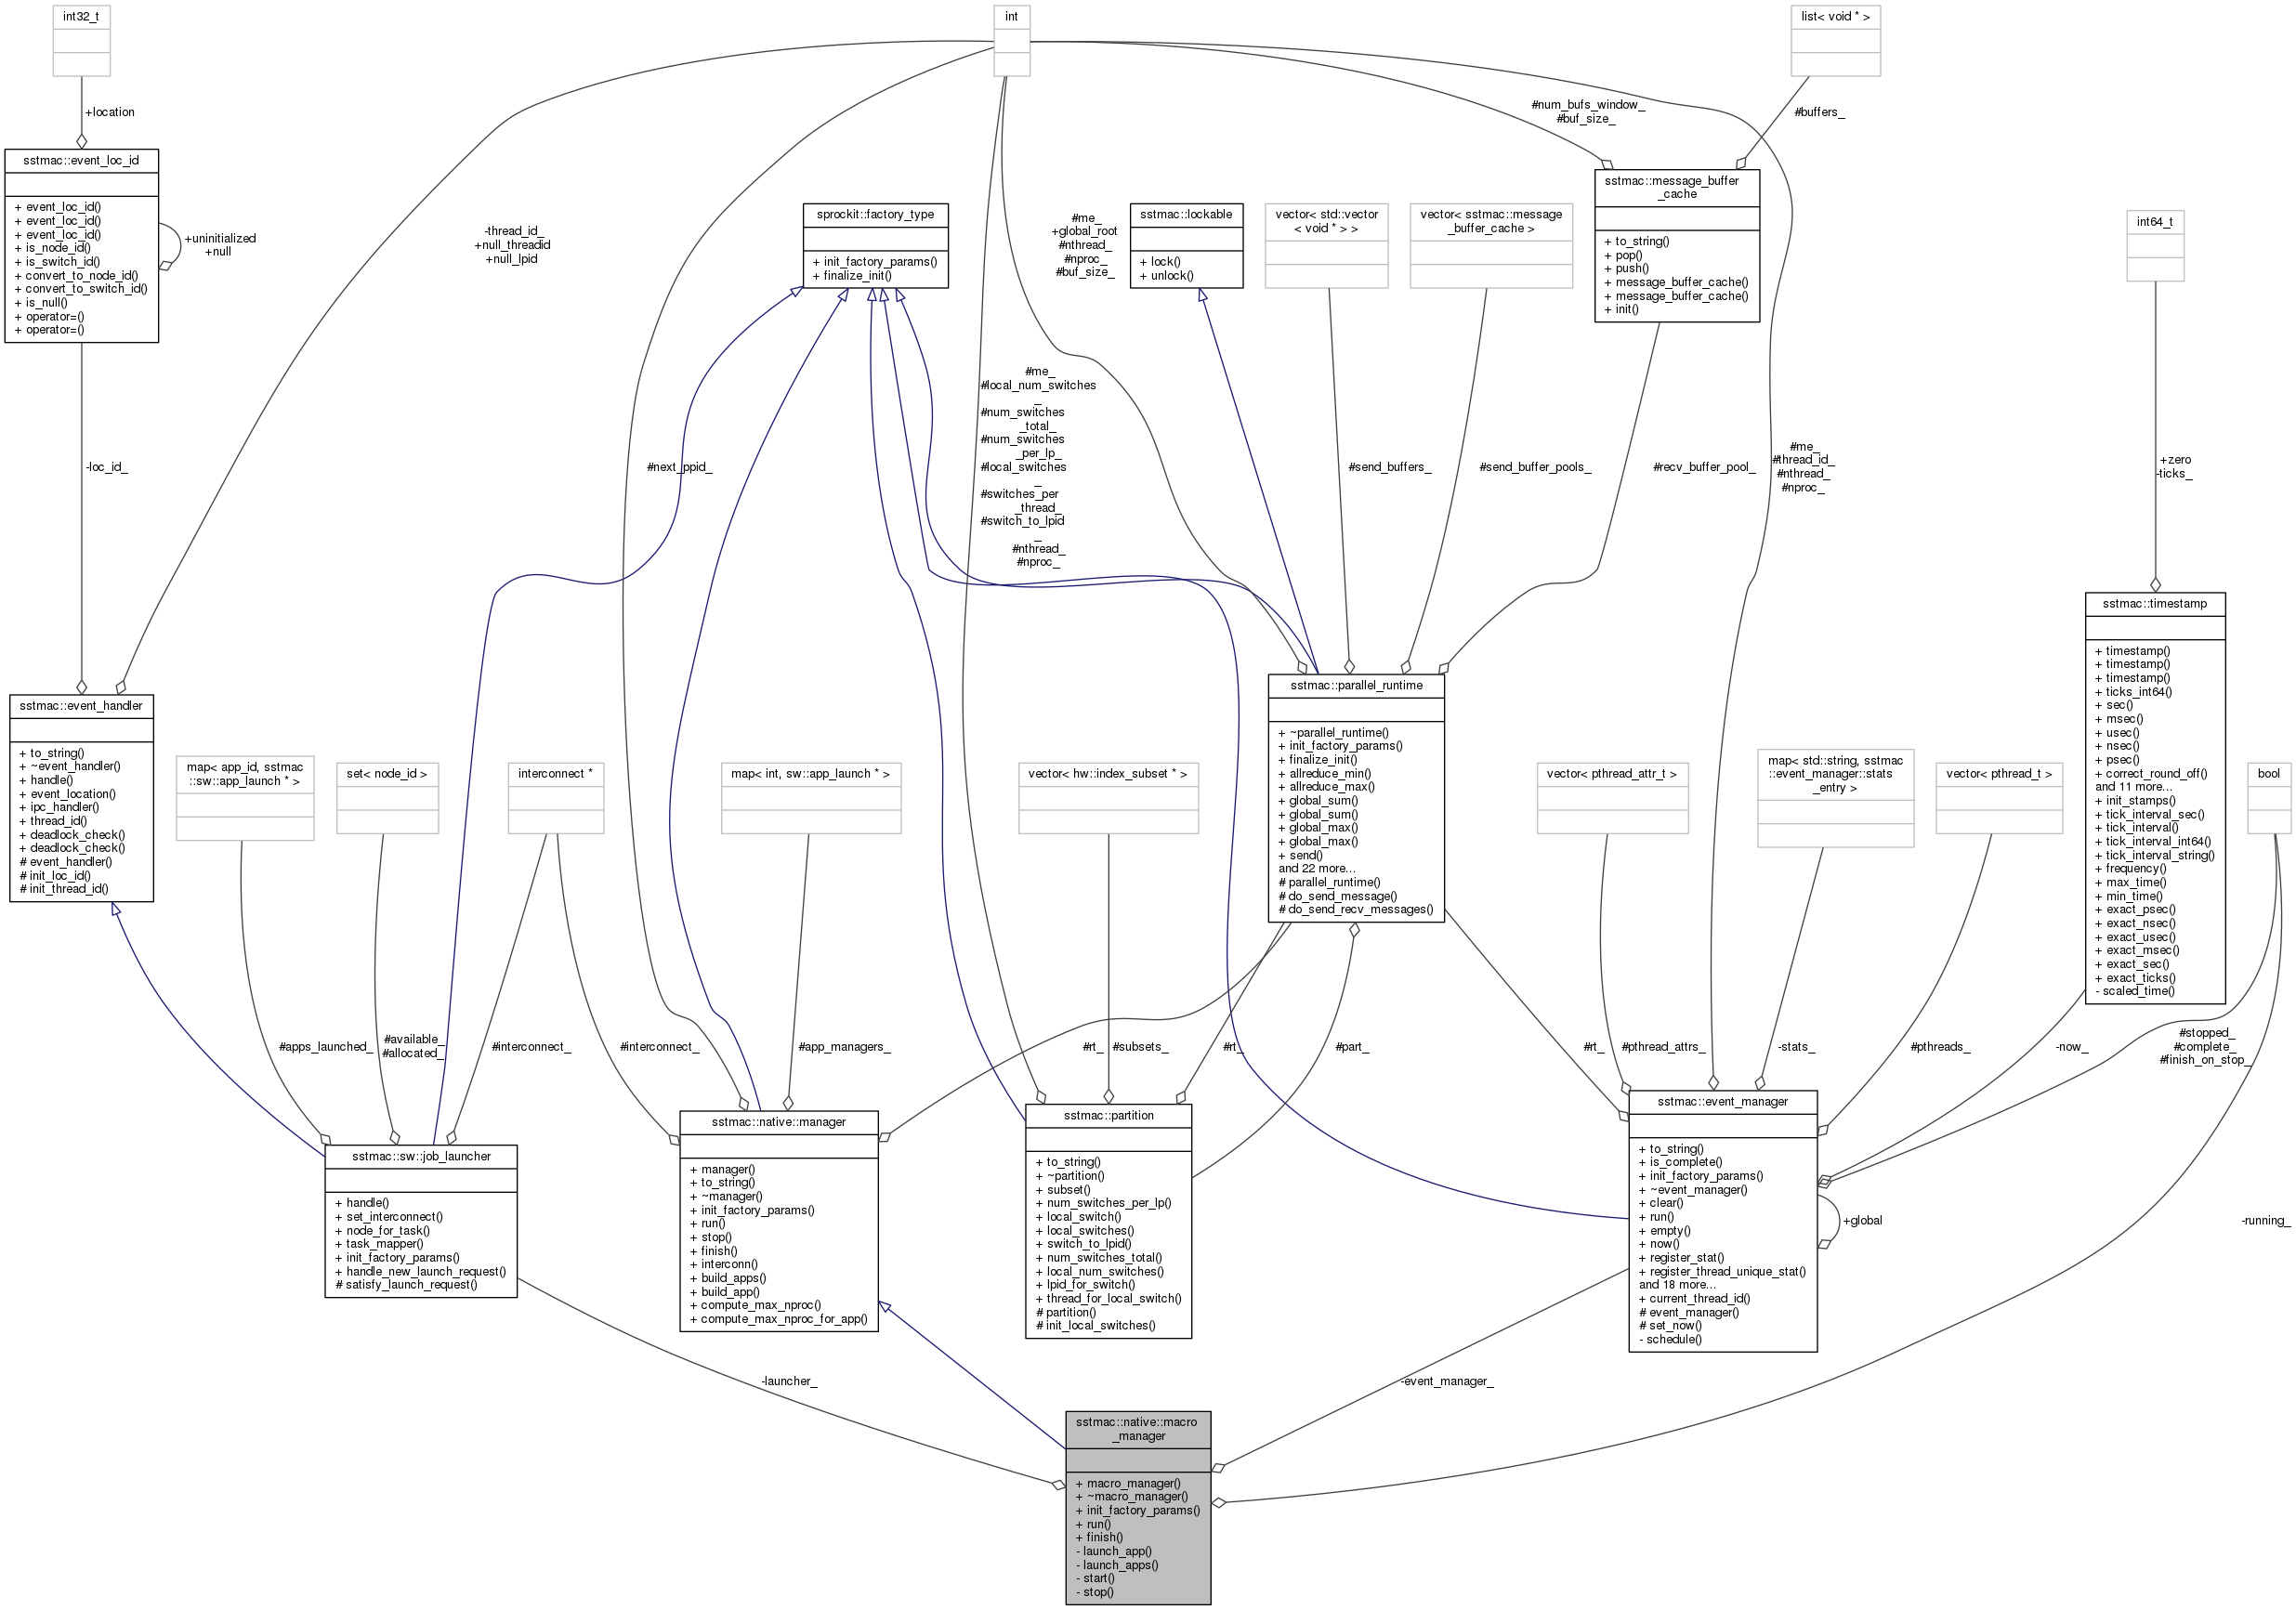 int32_t
int
list< void * >
+location
#num_bufs_window_
#buf_size_
#buffers_
sstmac::event_loc_id
+ event_loc_id()
+ event_loc_id()
+ event_loc_id()
+ is_node_id()
+ is_switch_id()
+ convert_to_node_id()
+ convert_to_switch_id()
+ is_null()
+ operator=()
+ operator=()
+uninitialized
+null
-thread_id_
+null_threadid
+null_lpid
sprockit::factory_type
+ init_factory_params()
+ finalize_init()
#me_
+global_root
#nthread_
#nproc_
#buf_size_
sstmac::lockable
+ lock()
+ unlock()
vector< std::vector
< void * > >
vector< sstmac::message
_buffer_cache >
sstmac::message_buffer
_cache
+ to_string()
+ pop()
+ push()
+ message_buffer_cache()
+ message_buffer_cache()
+ init()
int64_t
-loc_id_
#next_ppid_
#me_
#local_num_switches
_
#num_switches
_total_
#num_switches
_per_lp_
#local_switches
_
#switches_per
_thread_
#switch_to_lpid
_
#nthread_
#nproc_
#send_buffers_
#send_buffer_pools_
#recv_buffer_pool_
#me_
#thread_id_
#nthread_
#nproc_
+zero
-ticks_
sstmac::event_handler
+ to_string()
+ ~event_handler()
+ handle()
+ event_location()
+ ipc_handler()
+ thread_id()
+ deadlock_check()
+ deadlock_check()
# event_handler()
# init_loc_id()
# init_thread_id()
map< app_id, sstmac
::sw::app_launch * >
set< node_id >
interconnect *
map< int, sw::app_launch * >
vector< hw::index_subset * >
sstmac::parallel_runtime
+ ~parallel_runtime()
+ init_factory_params()
+ finalize_init()
+ allreduce_min()
+ allreduce_max()
+ global_sum()
+ global_sum()
+ global_max()
+ global_max()
+ send()
and 22 more...
# parallel_runtime()
# do_send_message()
# do_send_recv_messages()
vector< pthread_attr_t >
map< std::string, sstmac
::event_manager::stats
_entry >
vector< pthread_t >
sstmac::timestamp
+ timestamp()
+ timestamp()
+ timestamp()
+ ticks_int64()
+ sec()
+ msec()
+ usec()
+ nsec()
+ psec()
+ correct_round_off()
and 11 more...
+ init_stamps()
+ tick_interval_sec()
+ tick_interval()
+ tick_interval_int64()
+ tick_interval_string()
+ frequency()
+ max_time()
+ min_time()
+ exact_psec()
+ exact_nsec()
+ exact_usec()
+ exact_msec()
+ exact_sec()
+ exact_ticks()
- scaled_time()
bool
#apps_launched_
#available_
#allocated_
#interconnect_
#interconnect_
#app_managers_
#rt_
#subsets_
#rt_
#part_
#rt_
#pthread_attrs_
-stats_
#pthreads_
-now_
#stopped_
#complete_
#finish_on_stop_
sstmac::sw::job_launcher
+ handle()
+ set_interconnect()
+ node_for_task()
+ task_mapper()
+ init_factory_params()
+ handle_new_launch_request()
# satisfy_launch_request()
sstmac::native::manager
+ manager()
+ to_string()
+ ~manager()
+ init_factory_params()
+ run()
+ stop()
+ finish()
+ interconn()
+ build_apps()
+ build_app()
+ compute_max_nproc()
+ compute_max_nproc_for_app()
sstmac::partition
+ to_string()
+ ~partition()
+ subset()
+ num_switches_per_lp()
+ local_switch()
+ local_switches()
+ switch_to_lpid()
+ num_switches_total()
+ local_num_switches()
+ lpid_for_switch()
+ thread_for_local_switch()
# partition()
# init_local_switches()
sstmac::event_manager
+ to_string()
+ is_complete()
+ init_factory_params()
+ ~event_manager()
+ clear()
+ run()
+ empty()
+ now()
+ register_stat()
+ register_thread_unique_stat()
and 18 more...
+ current_thread_id()
# event_manager()
# set_now()
- schedule()
+global
-running_
-launcher_
-event_manager_
sstmac::native::macro
_manager
+ macro_manager()
+ ~macro_manager()
+ init_factory_params()
+ run()
+ finish()
- launch_app()
- launch_apps()
- start()
- stop()